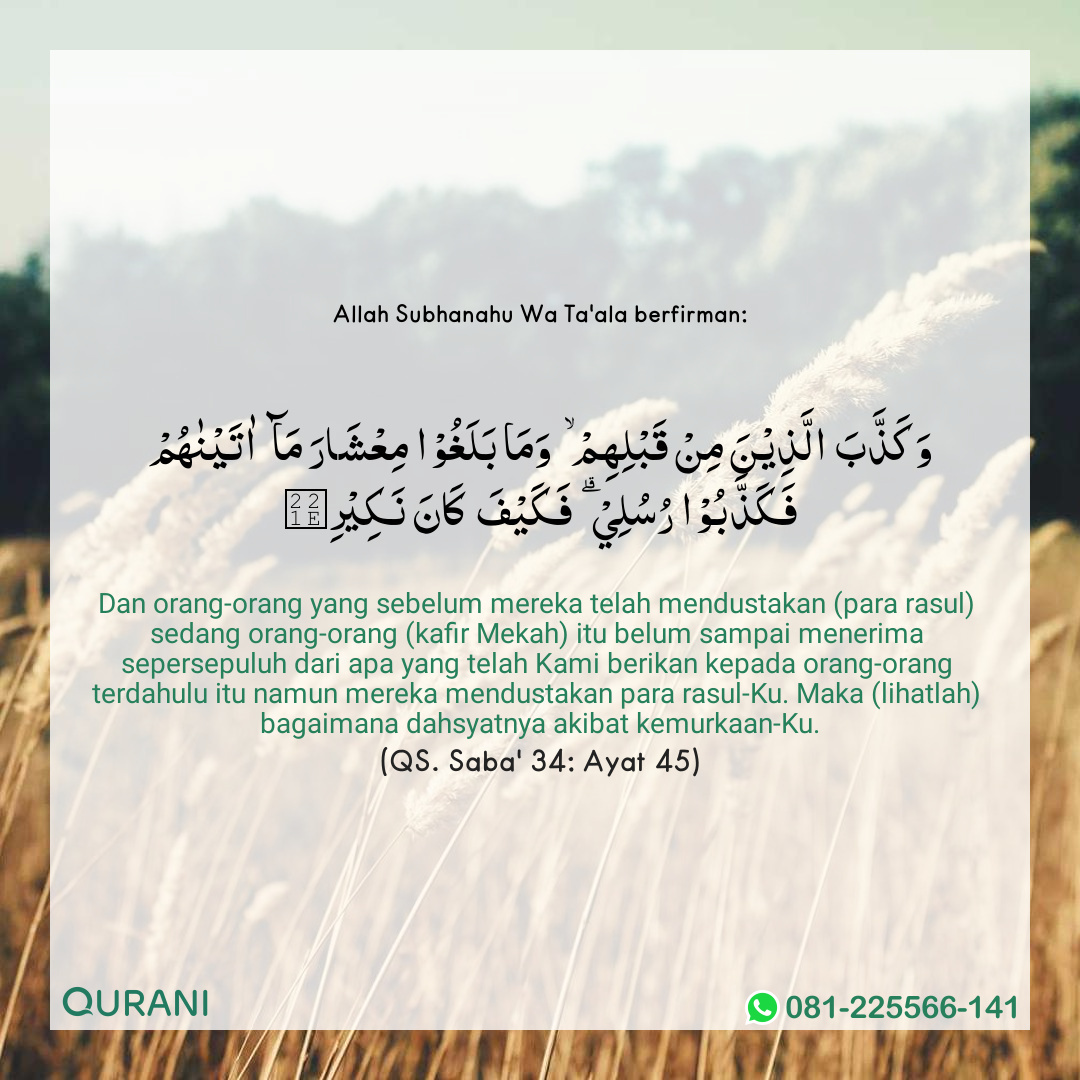 Allah Subhanahu Wa Ta'ala berfirman:
وَكَذَّبَ الَّذِيْنَ مِنْ قَبْلِهِمْۙ وَمَا بَلَغُوْا مِعْشَارَ مَآ اٰتَيْنٰهُمْ
فَكَذَّبُوْا رُسُلِيْۗ فَكَيْفَ كَانَ نَكِيْرِ࣢
Dan orang-orang yang sebelum mereka telah mendustakan (para rasul)
sedang orang-orang (kafir Mekah) itu belum sampai menerima
sepersepuluh dari apa yang telah Kami berikan kepada orang-orang
terdahulu itu namun mereka mendustakan para rasul-Ku. Maka (lihatlah)
bagaimana dahsyatnya akibat kemurkaan-Ku.
(QS. Saba' 34: Ayat 45)
QURANI
081-225566-141